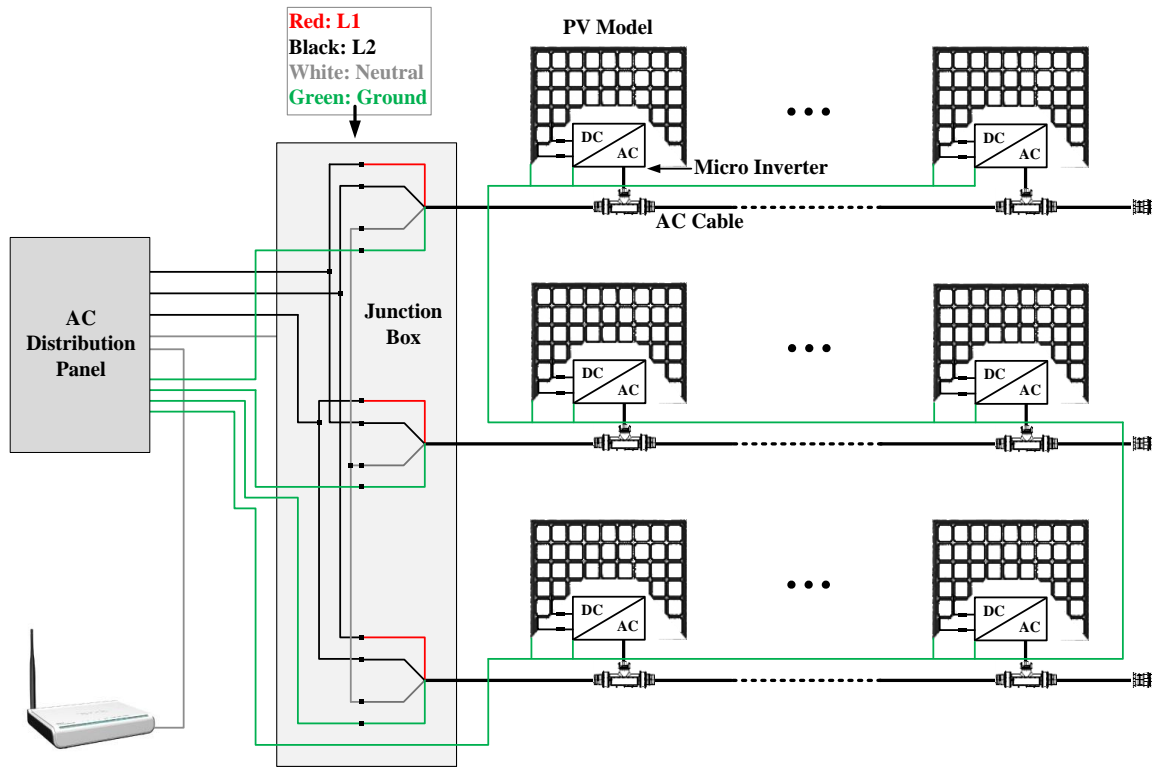 Red: L1
Black: L2
White: Neutral
Green: Ground
PV Model
DC
AC
DC
AC
Micro Inverter
AC Cable
AC
Distribution
Panel
Junction
Box
DC
AC
DC
AC
DC
AC
DC
AC